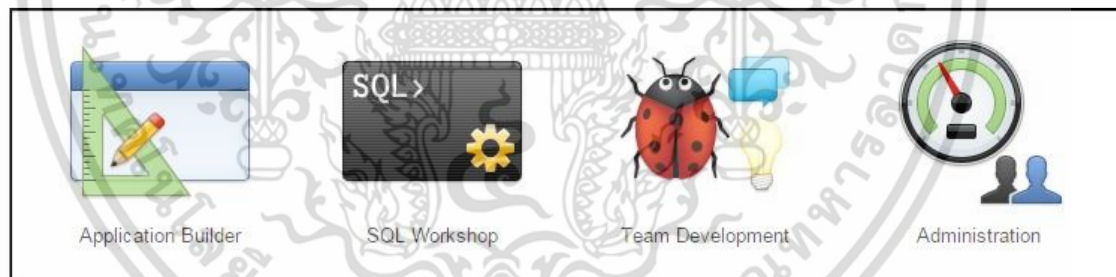 SQL>
Application Builder
SQL Workshop
Team Development
Administration